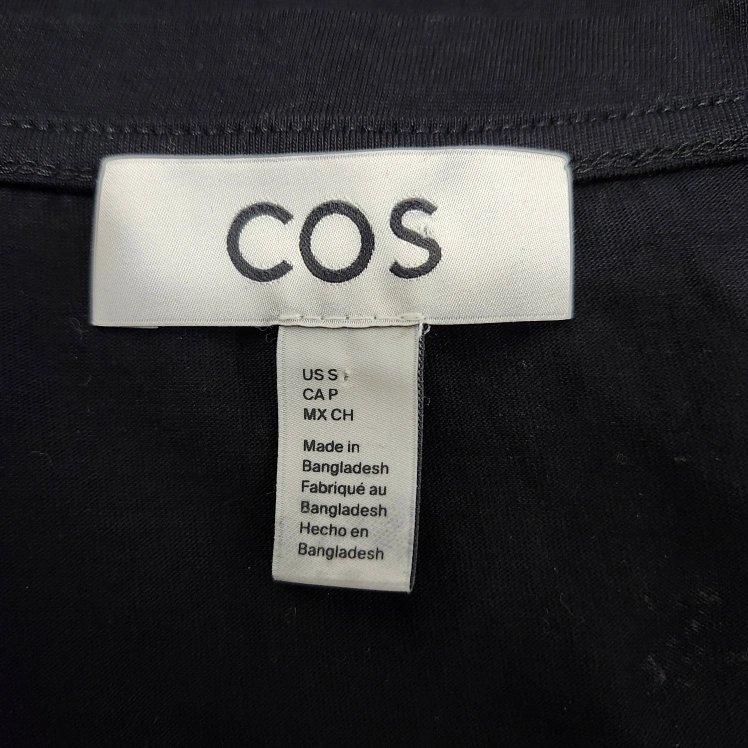 COS
US S
CA P
MX CH
Made in
Bangladesh
Fabriqué au
Bangladesh
Hecho en
Bangladesh